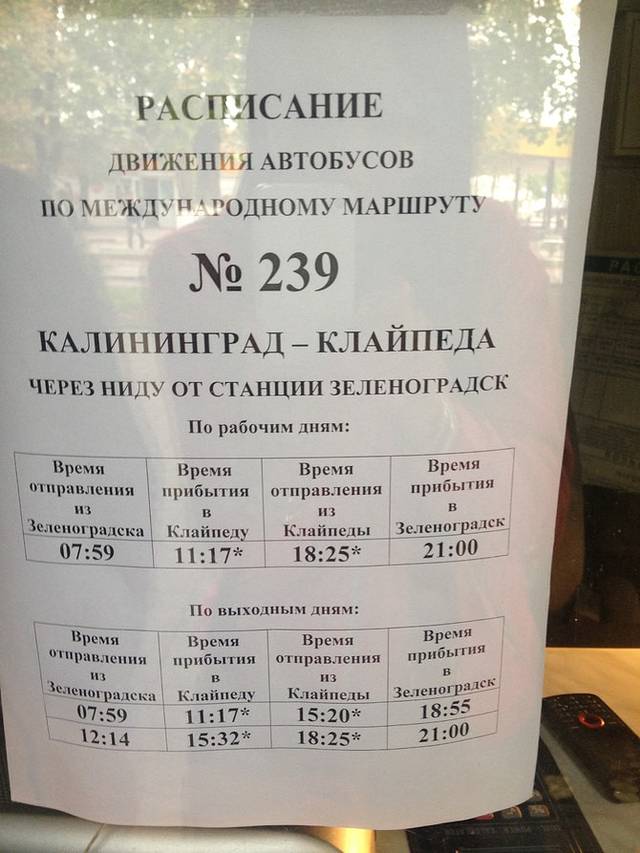 РАСПИСАНИЕ
ДВИЖЕНИЯ АВТОБУСОВ
ПО МЕЖДУНАРОДНОМУ МАРШРУТУ
№ 239
КАЛИНИНГРАД – КЛАЙПЕДА
ЧЕРЕЗ НИДУ ОТ СТАНЦИИ ЗЕЛЕНОГРАДСК
По рабочим дням:
Время отправления из Зеленоградска Время прибытия в Клайпеду Время отправления из Клайпеды Время прибытия в Зеленоградск
07:59 11:17* 18:25* 21:00
По выходным дням:
Время отправления из Зеленоградска Время прибытия в Клайпеду Время отправления из Клайпеды Время прибытия в Зеленоградск
07:59 11:17* 15:20* 18:55
12:14 15:32* 18:25* 21:00